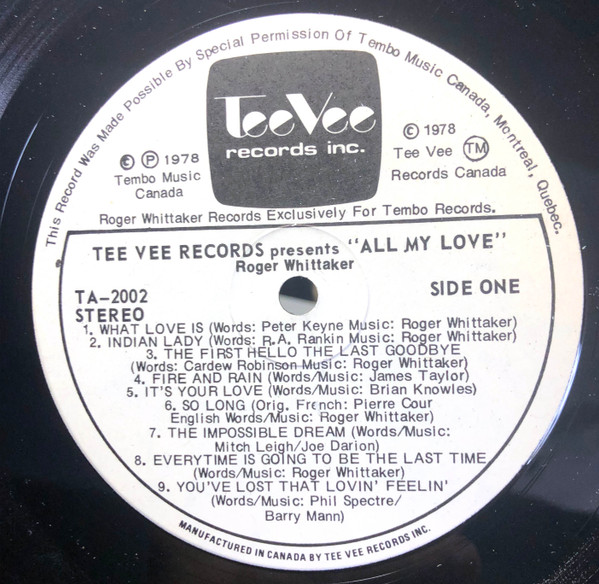 This Record Was Made Possible By Special Permission Of Tembo Music Canada, Montreal, Quebec.
TeeVee
records inc.
© ℗ 1978
Tembo Music
Canada
© 1978
Tee Vee TM
Records Canada
Roger Whittaker Records Exclusively For Tembo Records.
TEE VEE RECORDS presents "ALL MY LOVE"
Roger Whittaker
TA-2002
SIDE ONE
STEREO
1. WHAT LOVE IS (Words: Peter Keyne Music: Roger Whittaker)
2. INDIAN LADY (Words: R.A. Rankin Music: Roger Whittaker)
3. THE FIRST HELLO THE LAST GOODBYE
(Words: Cardew Robinson Music: Roger Whittaker)
4. FIRE AND RAIN (Words/Music: James Taylor)
5. IT'S YOUR LOVE (Words/Music: Brian Knowles)
6. SO LONG (Orig. French: Pierre Cour
English Words/Music: Roger Whittaker)
7. THE IMPOSSIBLE DREAM (Words/Music:
Mitch Leigh/Joe Darion)
8. EVERYTIME IS GOING TO BE THE LAST TIME
(Words/Music: Roger Whittaker)
9. YOU'VE LOST THAT LOVIN' FEELIN'
(Words/Music: Phil Spectre/
Barry Mann)
MANUFACTURED IN CANADA BY TEE VEE RECORDS INC.